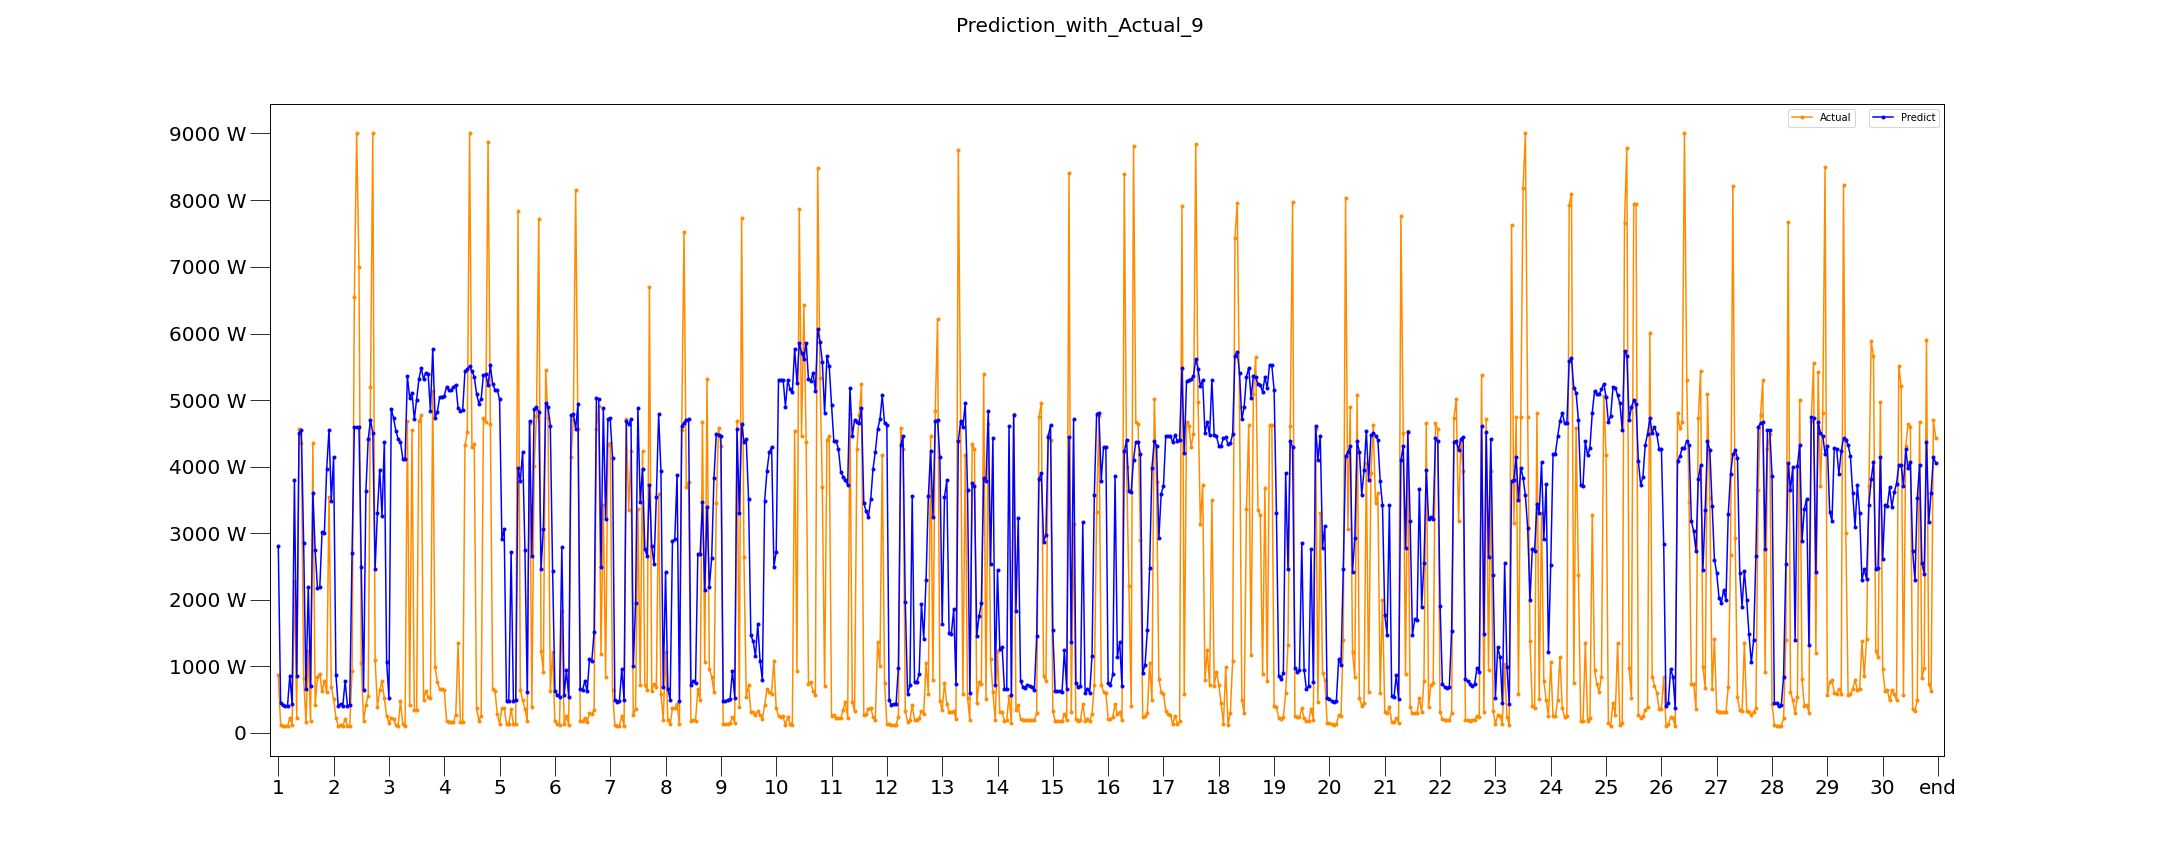 Prediction_with_Actual_9
Actual Predict
9000 W
8000 W
7000 W
6000 W
5000 W
4000 W
3000 W
2000 W
1000 W
0
1 2 3 4 5 6 7 8 9 10 11 12 13 14 15 16 17 18 19 20 21 22 23 24 25 26 27 28 29 30 end